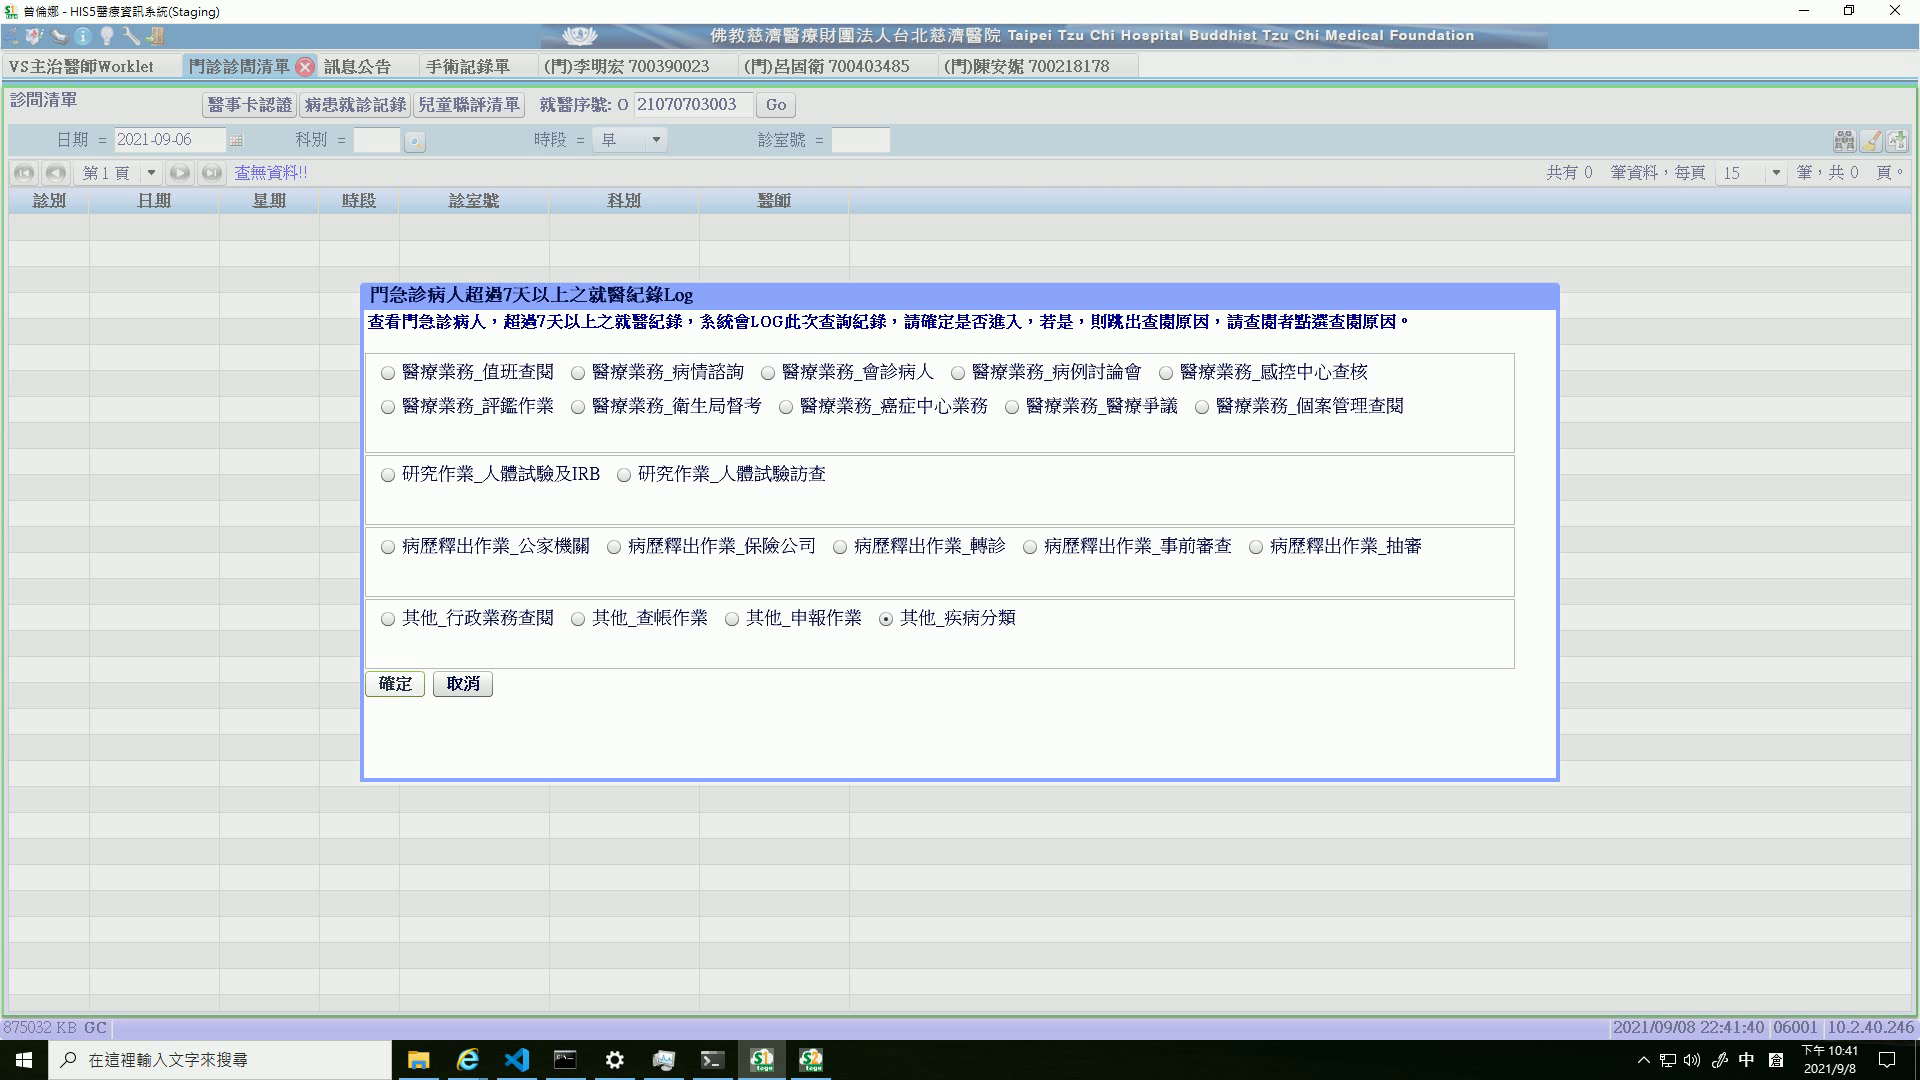 曾倫娜 - HIS5醫療資訊系統(Staging)
佛教慈濟醫療財團法人台北慈濟醫院 Taipei Tzu Chi Hospital Buddhist Tzu Chi Medical Foundation
VS主治醫師Worklet 門診診間清單 訊息公告 手術記錄單 (門)李明宏 700390023 (門)呂固衛 700403485 (門)陳安妮 700218178
診間清單 醫事卡認證 病患就診記錄 兒童聯評清單 就醫序號: O 21070703003 Go
日期 = 2021-09-06 科別 = 時段 = 早 診室號 =
第 1 頁 查無資料!! 共有 0 筆資料，每頁 15 筆，共 0 頁。
診別 日期 星期 時段 診室號 科別 醫師
門急診病人超過7天以上之就醫紀錄Log
查看門急診病人，超過7天以上之就醫紀錄，系統會LOG此次查詢紀錄，請確定是否進入，若是，則跳出查閱原因，請查閱者點選查閱原因。
醫療業務_值班查閱 醫療業務_病情諮詢 醫療業務_會診病人 醫療業務_病例討論會 醫療業務_感控中心查核
醫療業務_評鑑作業 醫療業務_衛生局督考 醫療業務_癌症中心業務 醫療業務_醫療爭議 醫療業務_個案管理查閱
研究作業_人體試驗及IRB 研究作業_人體試驗訪查
病歷釋出作業_公家機關 病歷釋出作業_保險公司 病歷釋出作業_轉診 病歷釋出作業_事前審查 病歷釋出作業_抽審
其他_行政業務查閱 其他_查帳作業 其他_申報作業 其他_疾病分類
確定 取消
875032 KB GC 2021/09/08 22:41:40 06001 10.2.40.246
在這裡輸入文字來搜尋 中 倉 下午 10:41
2021/9/8